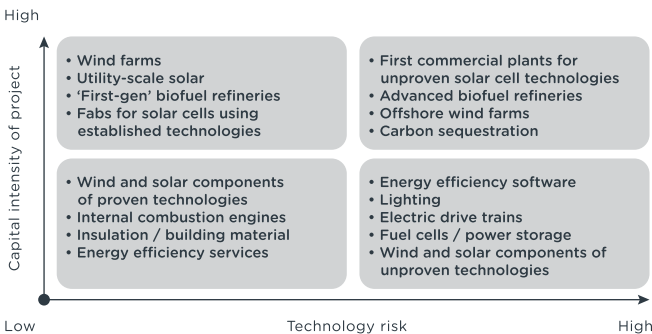 High
Capital intensity of project
• Wind farms
• Utility-scale solar
• ‘First-gen’ biofuel refineries
• Fabs for solar cells using
established technologies
• First commercial plants for
unproven solar cell technologies
• Advanced biofuel refineries
• Offshore wind farms
• Carbon sequestration
• Wind and solar components
of proven technologies
• Internal combustion engines
• Insulation / building material
• Energy efficiency services
• Energy efficiency software
• Lighting
• Electric drive trains
• Fuel cells / power storage
• Wind and solar components of
unproven technologies
Low
Technology risk
High